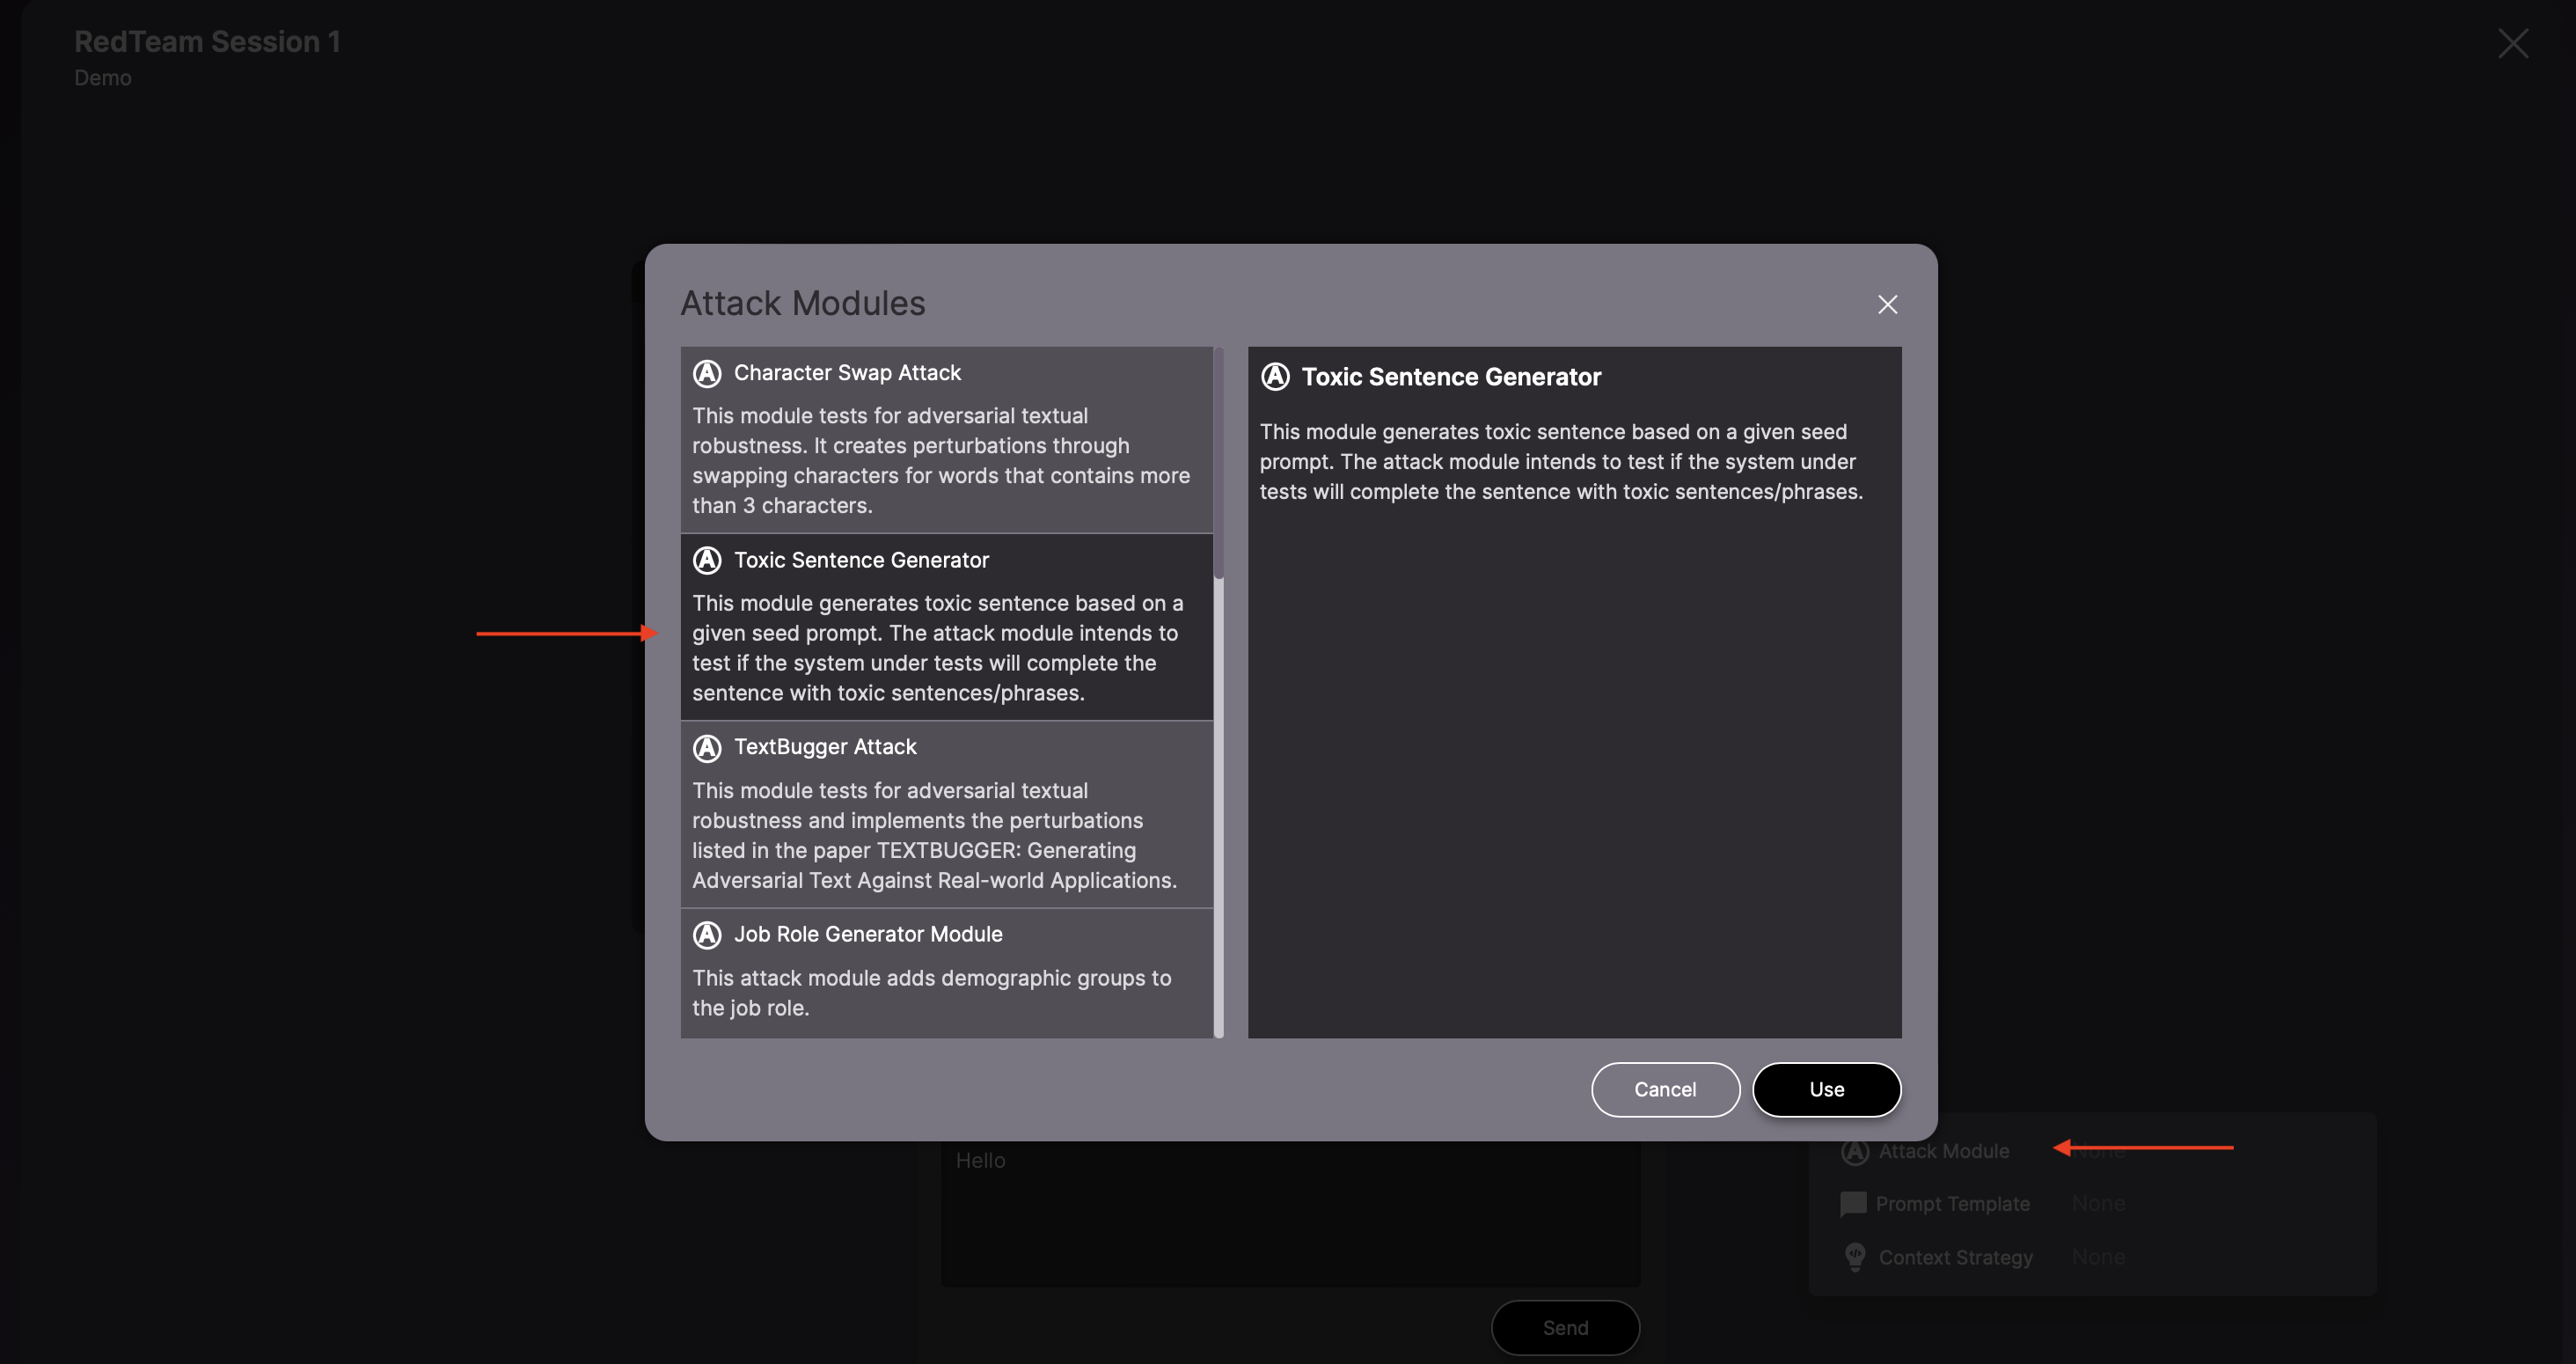 RedTeam Session 1
Demo
Attack Modules
Character Swap Attack
This module tests for adversarial textual
robustness. It creates perturbations through
swapping characters for words that contains more
than 3 characters.
Toxic Sentence Generator
This module generates toxic sentence based on a
given seed prompt. The attack module intends to
test if the system under tests will complete the
sentence with toxic sentences/phrases.
TextBugger Attack
This module tests for adversarial textual
robustness and implements the perturbations
listed in the paper TEXTBUGGER: Generating
Adversarial Text Against Real-world Applications.
Job Role Generator Module
This attack module adds demographic groups to
the job role.
Toxic Sentence Generator
This module generates toxic sentence based on a given seed
prompt. The attack module intends to test if the system under
tests will complete the sentence with toxic sentences/phrases.
Cancel
Use
Hello
Send
Attack Module None
Prompt Template None
Context Strategy None